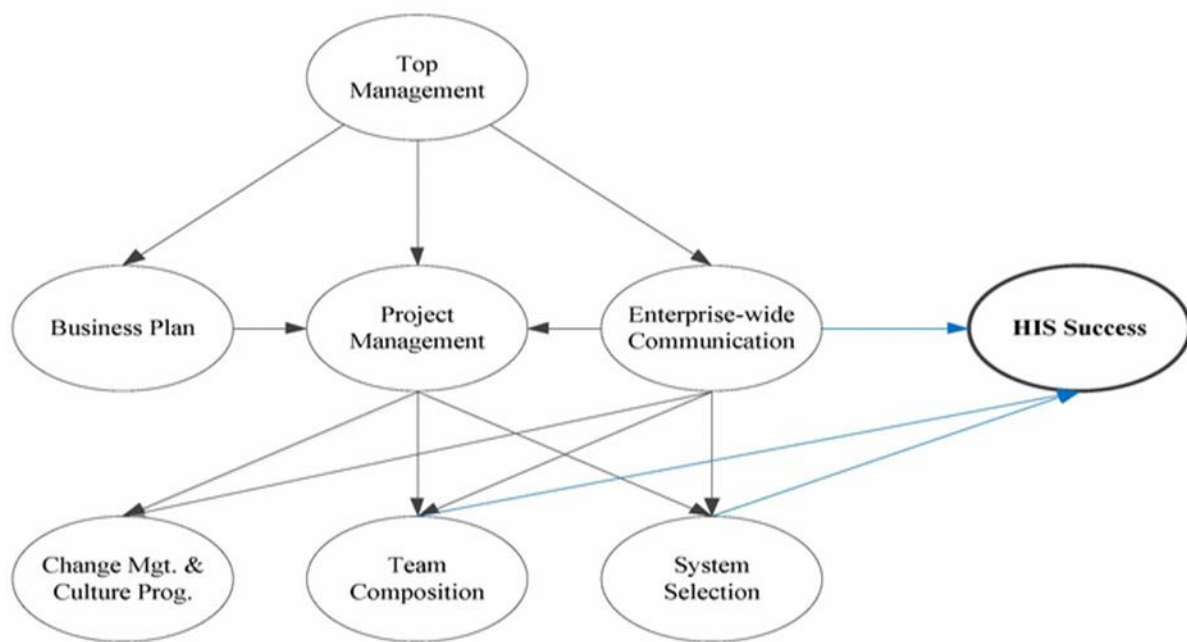 Top
Management
Business Plan
Project
Management
Enterprise-wide
Communication
HIS Success
Change Mgt. &
Culture Prog.
Team
Composition
System
Selection